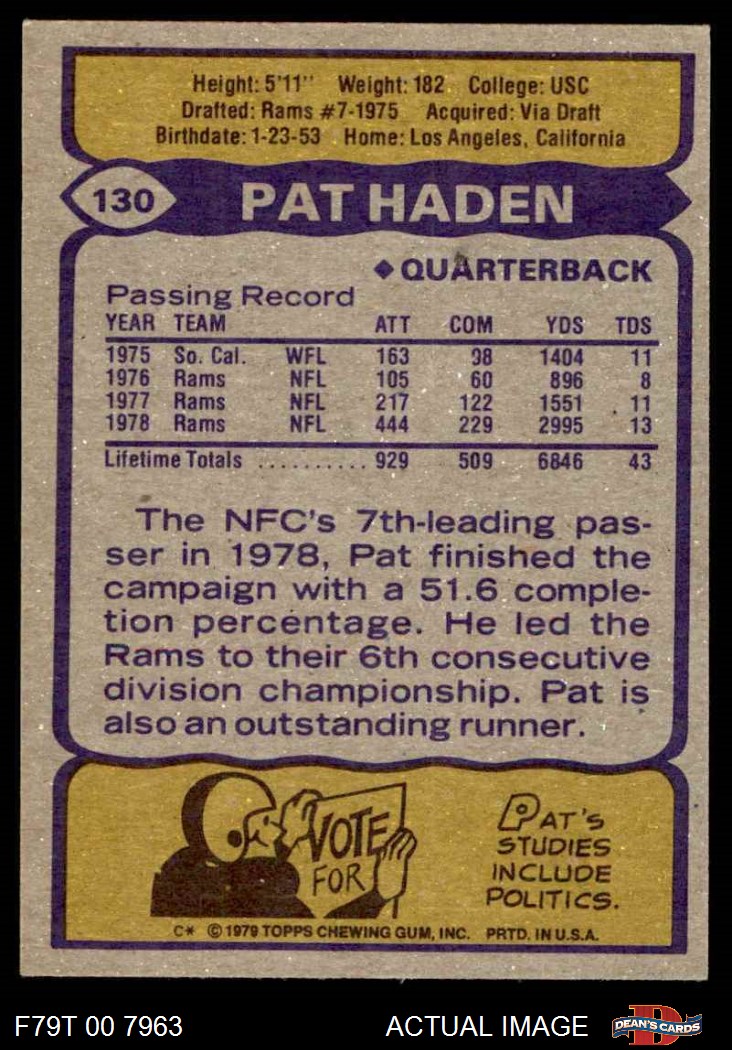 Height: 5'11" Weight: 182 College: USC
Drafted: Rams #7-1975 Acquired: Via Draft
Birthdate: 1-23-53 Home: Los Angeles, California
130 PAT HADEN
◆ QUARTERBACK
Passing Record
YEAR TEAM ATT COM YDS TDS
1975 So. Cal. WFL 163 98 1404 11
1976 Rams NFL 105 60 896 8
1977 Rams NFL 217 122 1551 11
1978 Rams NFL 444 229 2995 13
Lifetime Totals .......... 929 509 6846 43
The NFC's 7th-leading pas-
ser in 1978, Pat finished the
campaign with a 51.6 comple-
tion percentage. He led the
Rams to their 6th consecutive
division championship. Pat is
also an outstanding runner.
VOTE
FOR
PAT'S
STUDIES
INCLUDE
POLITICS.
C* © 1979 TOPPS CHEWING GUM, INC. PRTD. IN U.S.A.
F79T 00 7963 ACTUAL IMAGE D DEAN'S CARDS